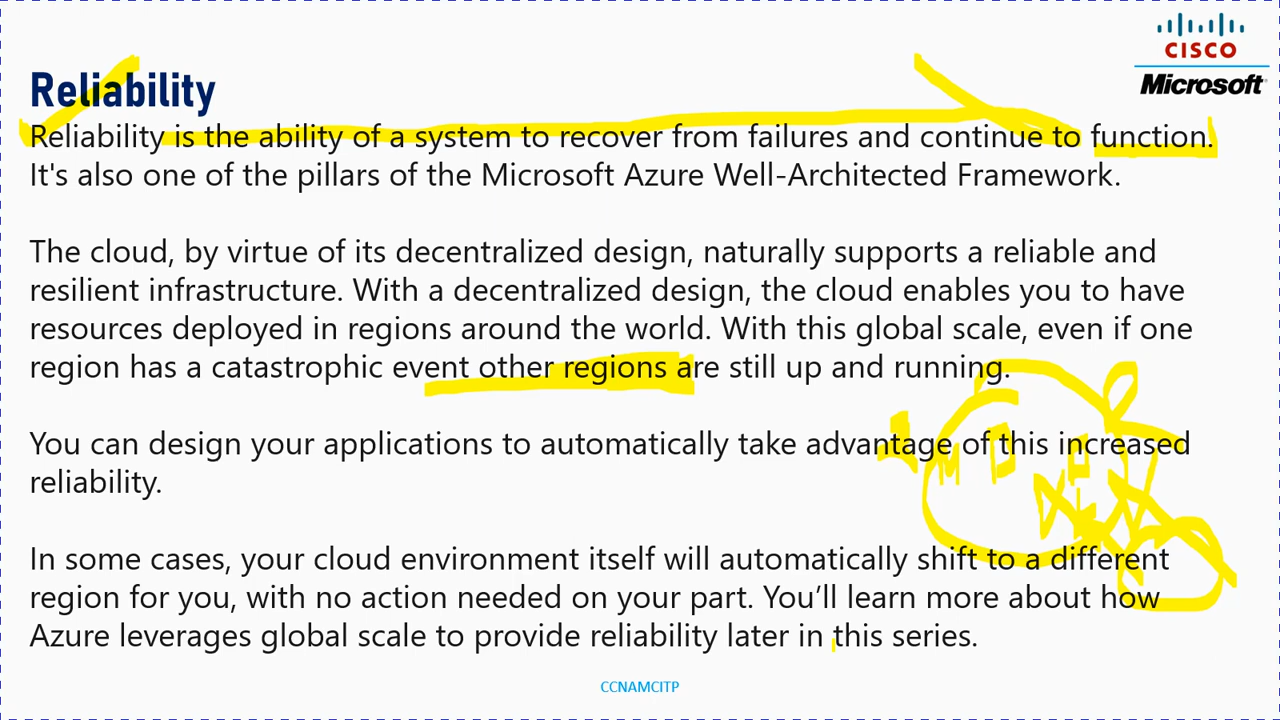 CISCO
Microsoft
Reliability
Reliability is the ability of a system to recover from failures and continue to function.
It's also one of the pillars of the Microsoft Azure Well-Architected Framework.
The cloud, by virtue of its decentralized design, naturally supports a reliable and
resilient infrastructure. With a decentralized design, the cloud enables you to have
resources deployed in regions around the world. With this global scale, even if one
region has a catastrophic event other regions are still up and running.
You can design your applications to automatically take advantage of this increased
reliability.
In some cases, your cloud environment itself will automatically shift to a different
region for you, with no action needed on your part. You’ll learn more about how
Azure leverages global scale to provide reliability later in this series.
CCNAMCITP